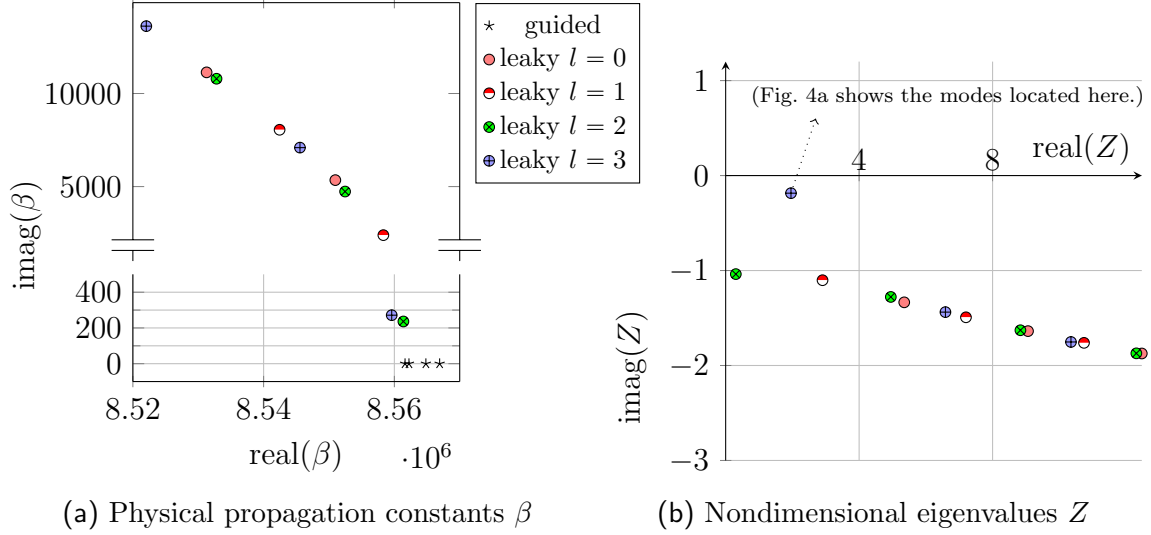 10000
5000
400
200
0
8.52
8.54
8.56
·10⁶
real(β)
imag(β)
guided
leaky l = 0
leaky l = 1
leaky l = 2
leaky l = 3
(a) Physical propagation constants β
1
0
−1
−2
−3
4
8
(Fig. 4a shows the modes located here.)
real(Z)
imag(Z)
(b) Nondimensional eigenvalues Z